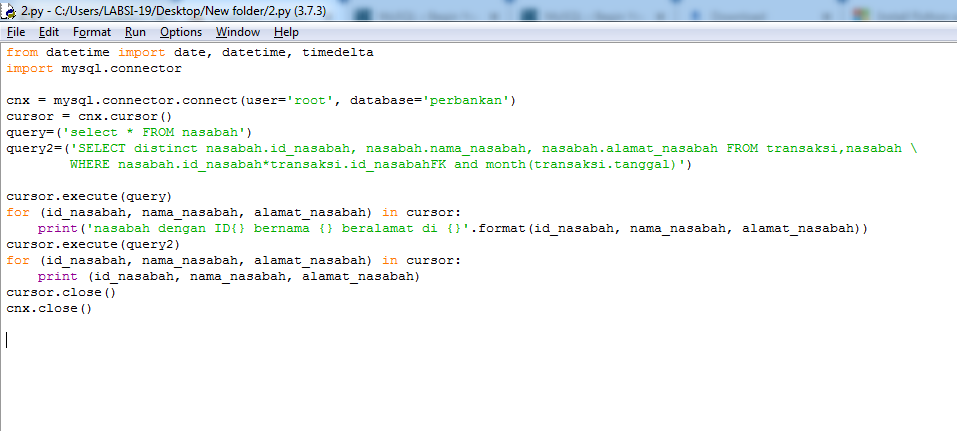 2.py - C:/Users/LABSI-19/Desktop/New folder/2.py (3.7.3)
File Edit Format Run Options Window Help
from datetime import date, datetime, timedelta
import mysql.connector
cnx = mysql.connector.connect(user='root', database='perbankan')
cursor = cnx.cursor()
query=('select * FROM nasabah')
query2=('SELECT distinct nasabah.id_nasabah, nasabah.nama_nasabah, nasabah.alamat_nasabah FROM transaksi,nasabah \
        WHERE nasabah.id_nasabah*transaksi.id_nasabahFK and month(transaksi.tanggal)')
cursor.execute(query)
for (id_nasabah, nama_nasabah, alamat_nasabah) in cursor:
    print('nasabah dengan ID{} bernama {} beralamat di {}'.format(id_nasabah, nama_nasabah, alamat_nasabah))
cursor.execute(query2)
for (id_nasabah, nama_nasabah, alamat_nasabah) in cursor:
    print (id_nasabah, nama_nasabah, alamat_nasabah)
cursor.close()
cnx.close()